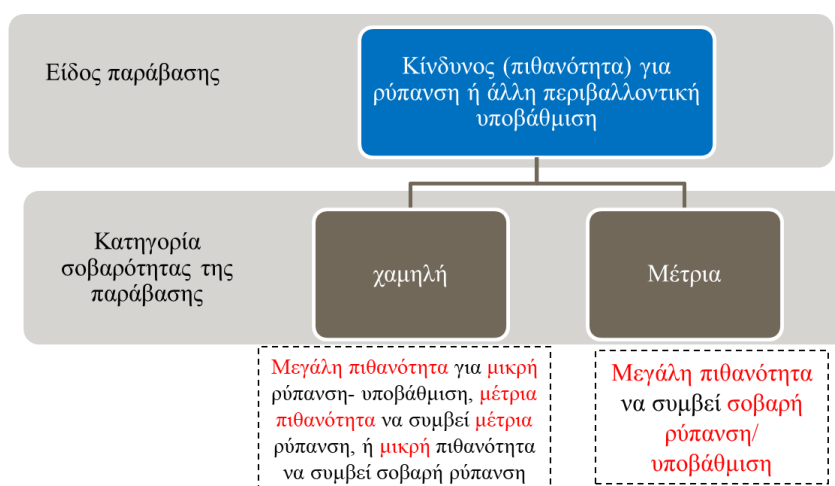 Είδος παράβασης
Κίνδυνος (πιθανότητα) για
ρύπανση ή άλλη περιβαλλοντική
υποβάθμιση
Κατηγορία
σοβαρότητας της
παράβασης
χαμηλή
Μέτρια
Μεγάλη πιθανότητα για μικρή
ρύπανση- υποβάθμιση, μέτρια
πιθανότητα να συμβεί μέτρια
ρύπανση, ή μικρή πιθανότητα
να συμβεί σοβαρή ρύπανση
Μεγάλη πιθανότητα
να συμβεί σοβαρή
ρύπανση/
υποβάθμιση